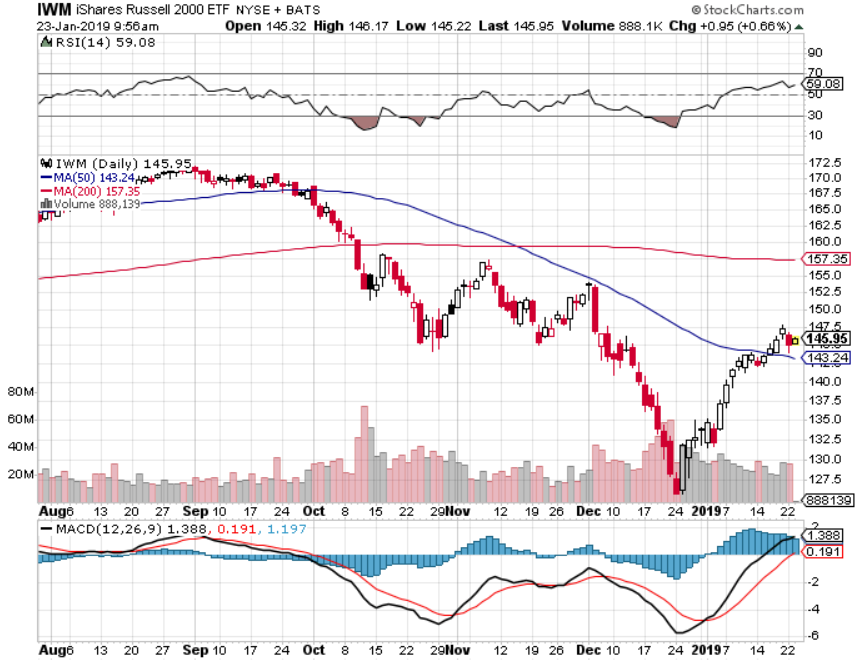 IWM iShares Russell 2000 ETF NYSE + BATS © StockCharts.com
23-Jan-2019 9:56am Open 145.32 High 146.17 Low 145.22 Last 145.95 Volume 888.1K Chg +0.95 (+0.66%)
RSI(14) 59.08
90
70
59.08
50
30
10
IWM (Daily) 145.95
MA(50) 143.24
MA(200) 157.35
Volume 888,139
172.5
170.0
167.5
165.0
162.5
160.0
157.35
155.0
152.5
150.0
147.5
145.95
143.24
140.0
137.5
135.0
132.5
130.0
127.5
888139
80M
60M
40M
20M
Aug 6 13 20 27 Sep 10 17 24 Oct 8 15 22 29 Nov 12 19 26 Dec 10 17 24 2019 7 14 22
MACD(12,26,9) 1.388, 0.191, 1.197
2
1.388
0.191
-2
-4
-6
Aug 6 13 20 27 Sep 10 17 24 Oct 8 15 22 29 Nov 12 19 26 Dec 10 17 24 2019 7 14 22